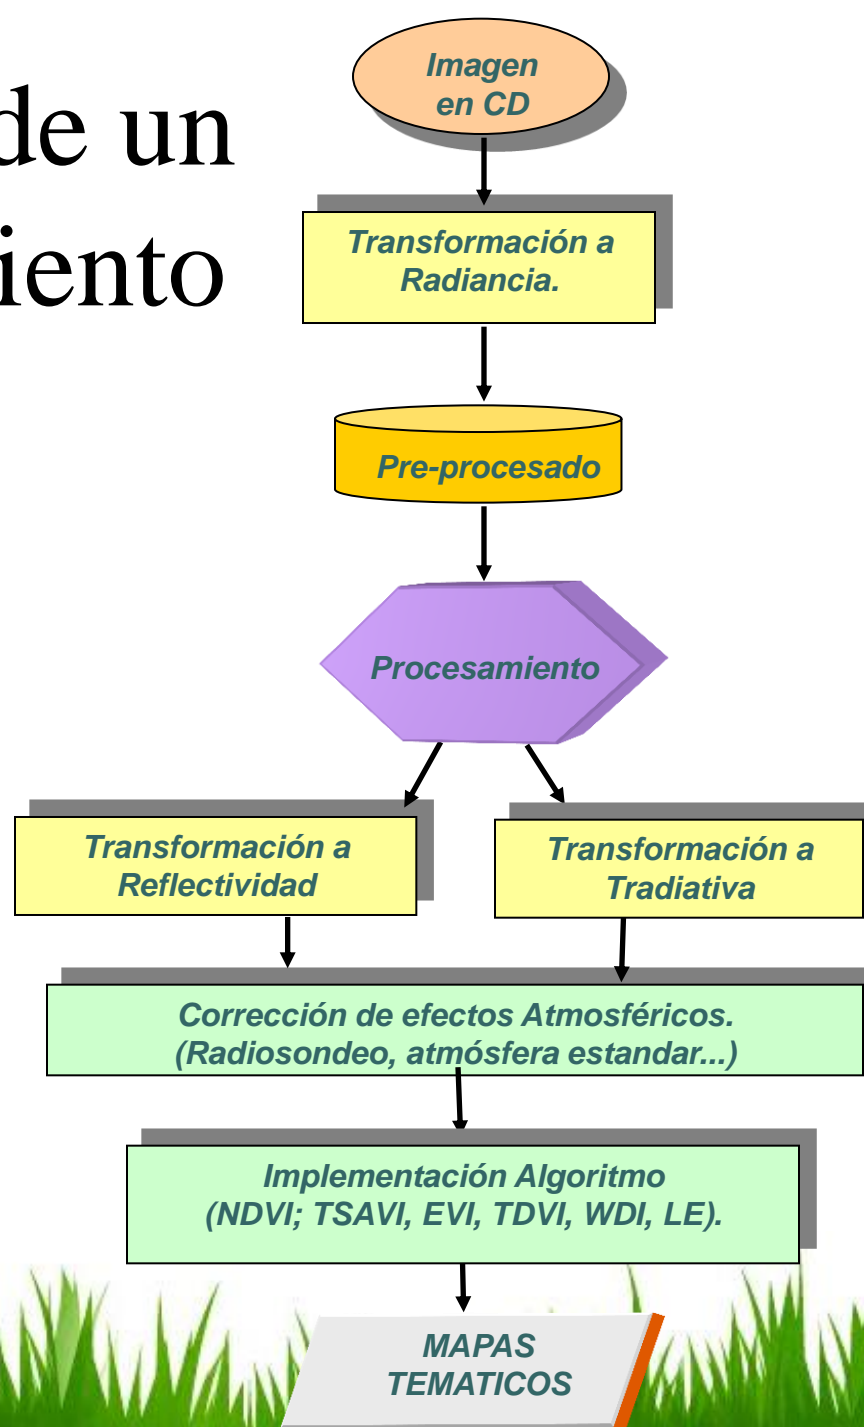 de un
iento
Imagen
en CD
Transformación a
Radiancia.
Pre-procesado
Procesamiento
Transformación a
Reflectividad
Transformación a
Tradiativa
Corrección de efectos Atmosféricos.
(Radiosondeo, atmósfera estandar...)
Implementación Algoritmo
(NDVI; TSAVI, EVI, TDVI, WDI, LE).
MAPAS
TEMATICOS